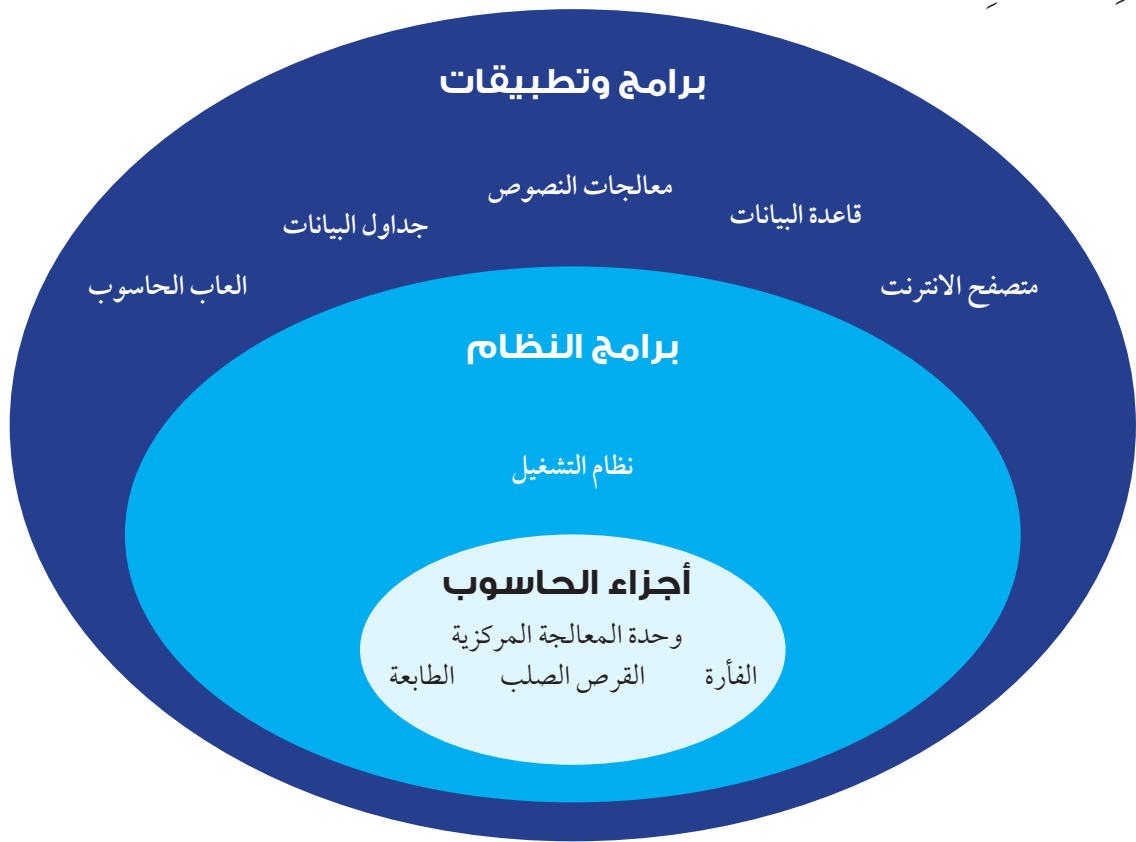 برامج وتطبيقات
معالجات النصوص
قاعدة البيانات
جداول البيانات
متصفح الانترنت
العاب الحاسوب
برامج النظام
نظام التشغيل
أجزاء الحاسوب
وحدة المعالجة المركزية
الفأرة القرص الصلب الطابعة